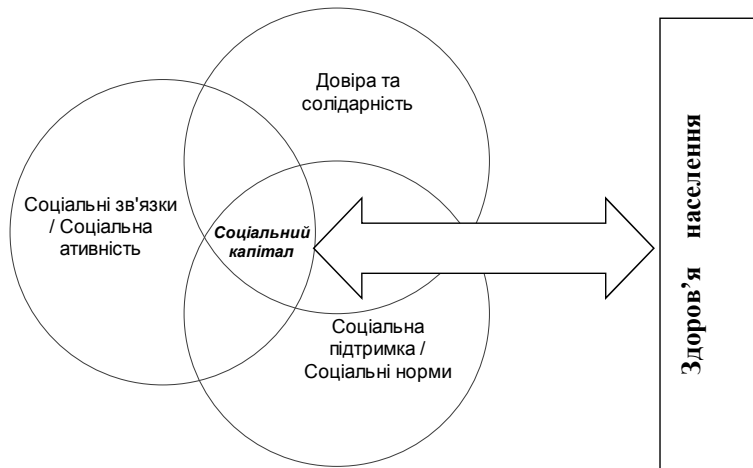 Довіра та
солідарність
Соціальні зв'язки
/ Соціальна
ативність
Соціальний
капітал
Соціальна
підтримка /
Соціальні норми
Здоров’я населення